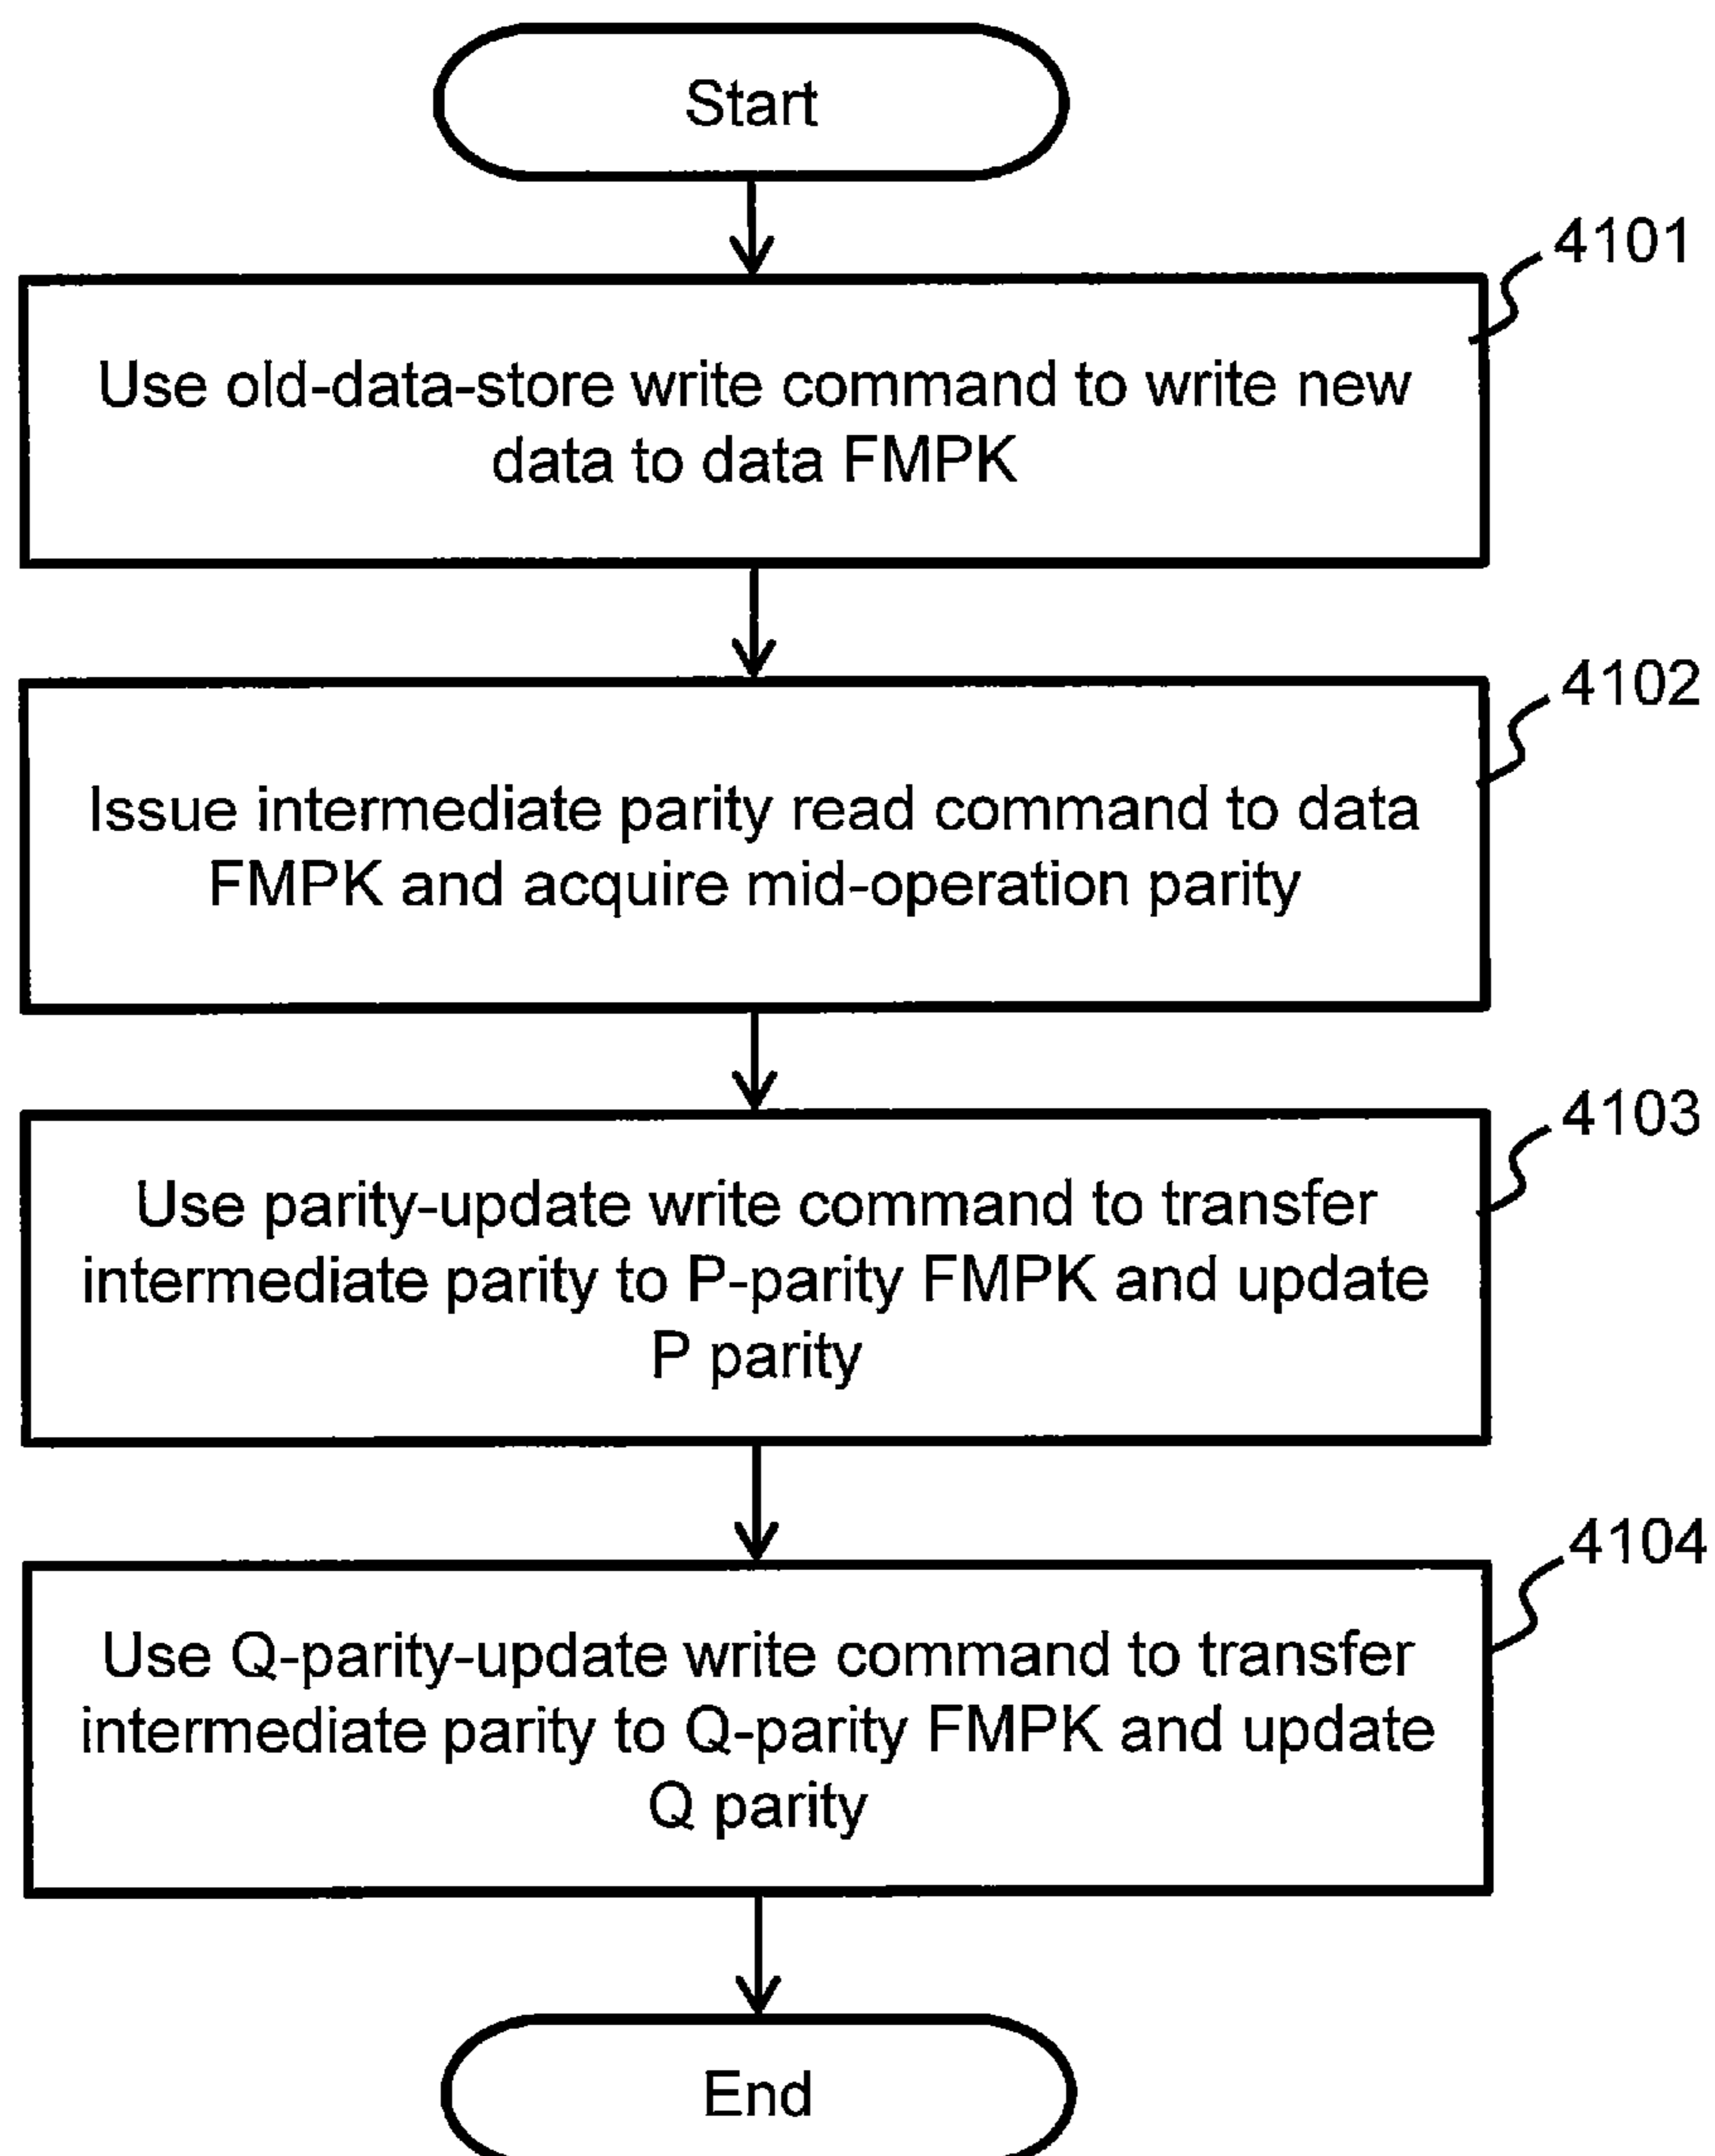 Start
4101
Use old-data-store write command to write new
data to data FMPK
4102
Issue intermediate parity read command to data
FMPK and acquire mid-operation parity
4103
Use parity-update write command to transfer
intermediate parity to P-parity FMPK and update
P parity
4104
Use Q-parity-update write command to transfer
intermediate parity to Q-parity FMPK and update
Q parity
End